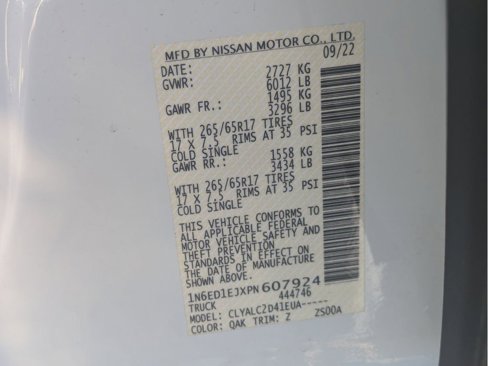 MFD BY NISSAN MOTOR CO., LTD.
DATE: 09/22
GVWR: 2727 KG
6012 LB
GAWR FR.: 1495 KG
3296 LB
WITH 265/65R17 TIRES
17 X 7.5 RIMS AT 35 PSI
COLD SINGLE
GAWR RR.: 1558 KG
3434 LB
WITH 265/65R17 TIRES
17 X 7.5 RIMS AT 35 PSI
COLD SINGLE
THIS VEHICLE CONFORMS TO
ALL APPLICABLE FEDERAL
MOTOR VEHICLE SAFETY AND
THEFT PREVENTION
STANDARDS IN EFFECT ON
THE DATE OF MANUFACTURE
SHOWN ABOVE.
1N6ED1EJXPN607924
TRUCK 444746
MODEL: CLYALC2D41EUA-----
COLOR: QAK TRIM: Z ZS00A